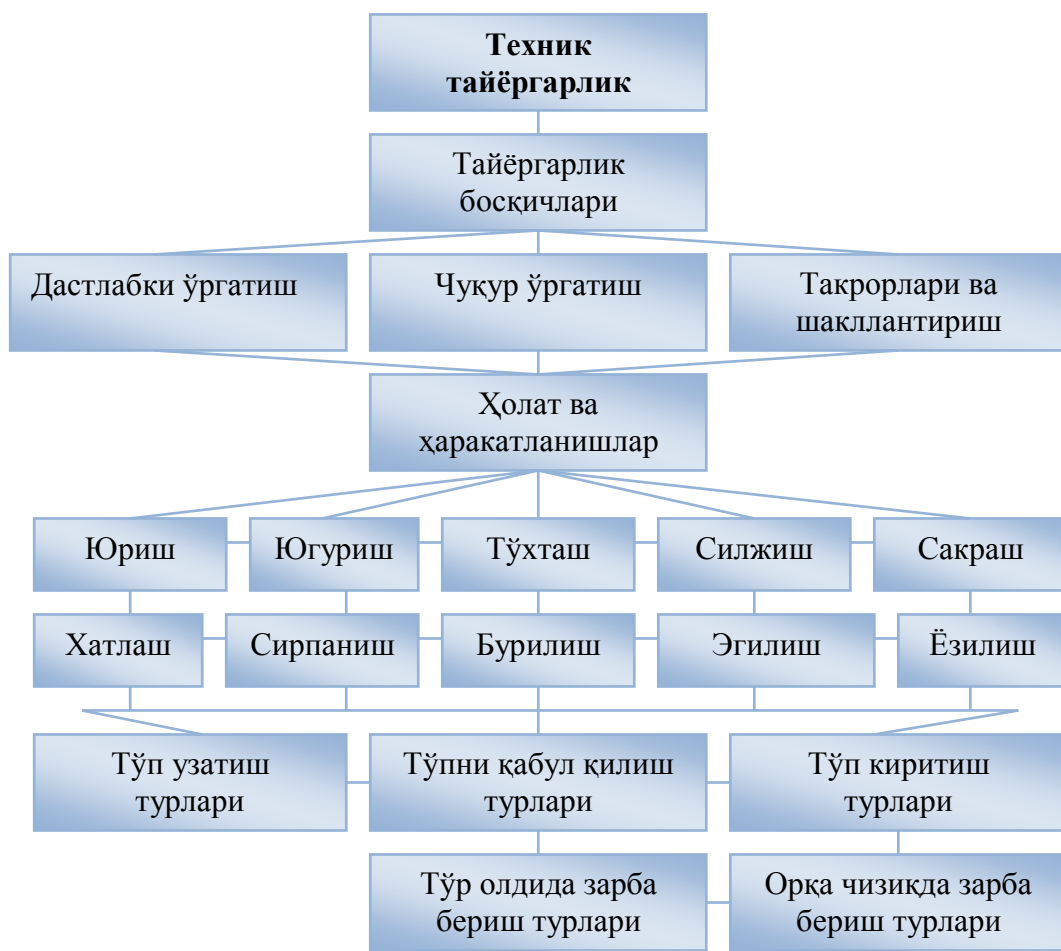 Техник
тайёргарлик
Тайёргарлик
босқичлари
Дастлабки ўргатиш
Чуқур ўргатиш
Такрорлари ва
шакллантириш
Ҳолат ва
ҳаракатланишлар
Юриш
Югуриш
Тўхташ
Силжиш
Сакраш
Хатлаш
Сирпаниш
Бурилиш
Эгилиш
Ёзилиш
Тўп узатиш
турлари
Тўпни қабул қилиш
турлари
Тўп киритиш
турлари
Тўр олдида зарба
бериш турлари
Орқа чизиқда зарба
бериш турлари